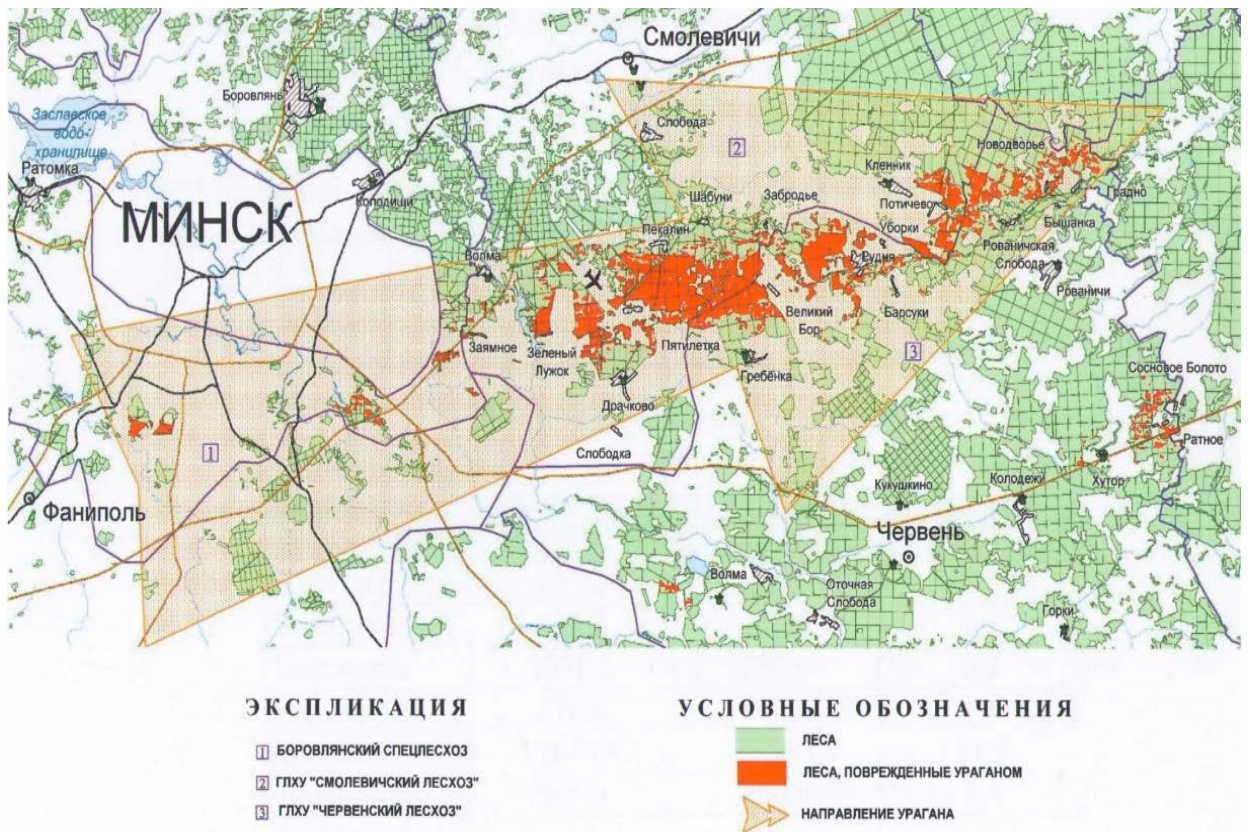 Смолевичи
Боровляны
Заславское
водо-
хранилище
Слобода
2
Новодворье
Ратомка
Кленник
МИНСК
Колодищи
Шабуни
Забродье
Потичево
Гладно
Пекалин
Уборки
Бышанка
Волма
Рованичская
Слобода
Рудня
Рованичи
Великий
Бор
Барсуки
Заямное
Зеленый
Лужок
Пятилетка
3
Гребёнка
Сосновое Болото
Драчково
Ратное
1
Слободка
Кукушкино
Колодежи
Хутор
Фаниполь
Червень
Волма
Оточная
Слобода
Горки
ЭКСПЛИКАЦИЯ
1 БОРОВЛЯНСКИЙ СПЕЦЛЕСХОЗ
2 ГЛХУ "СМОЛЕВИЧСКИЙ ЛЕСХОЗ"
3 ГЛХУ "ЧЕРВЕНСКИЙ ЛЕСХОЗ"
УСЛОВНЫЕ ОБОЗНАЧЕНИЯ
ЛЕСА
ЛЕСА, ПОВРЕЖДЕННЫЕ УРАГАНОМ
НАПРАВЛЕНИЕ УРАГАНА